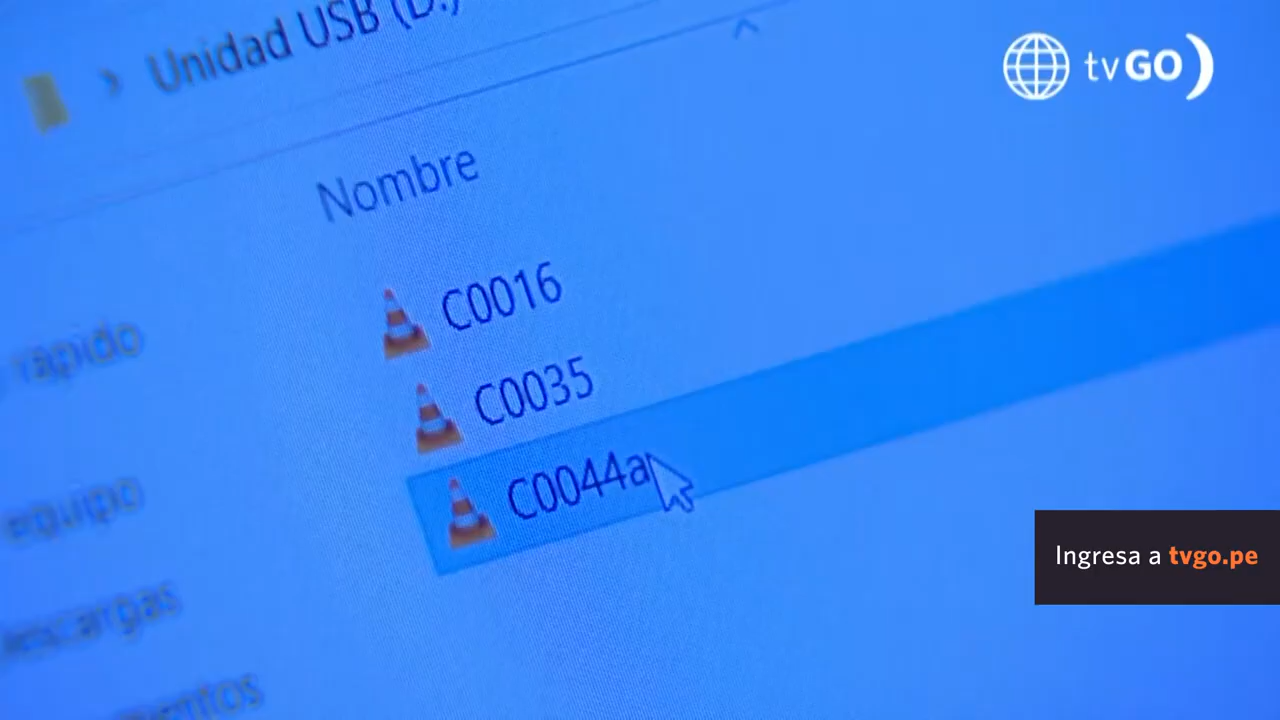 Unidad USB (D:)
tvGO
Nombre
C0016
rápido
C0035
C0044a
equipo
Ingresa a tvgo.pe